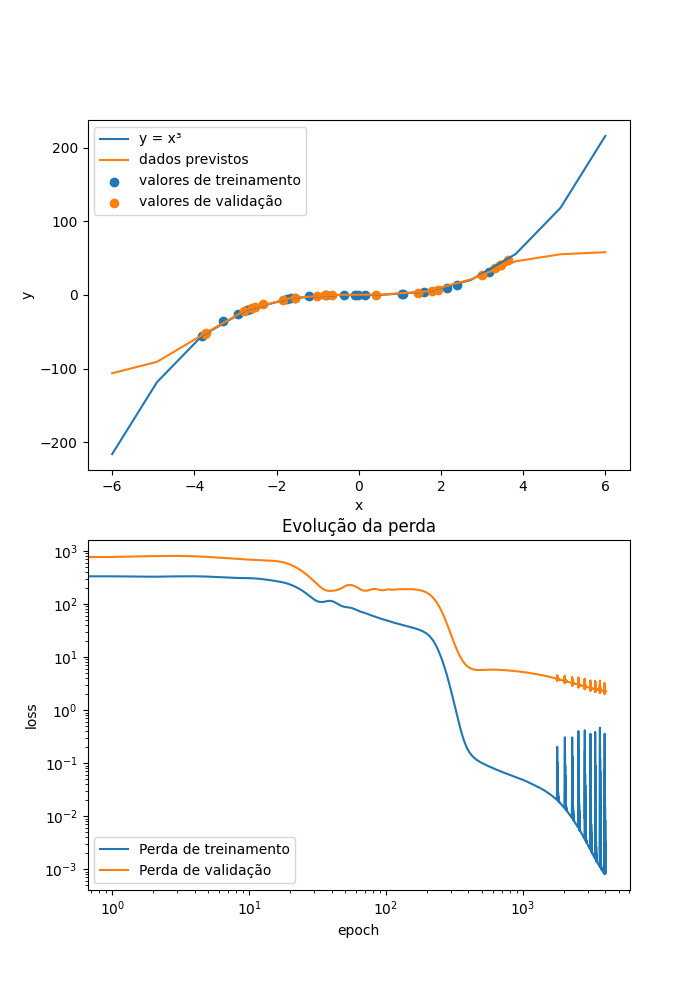 y = x³
dados previstos
valores de treinamento
valores de validação
200
100
0
−100
−200
y
−6
−4
−2
0
2
4
6
x
Evolução da perda
10³
10²
10¹
10⁰
10⁻¹
10⁻²
10⁻³
loss
Perda de treinamento
Perda de validação
10⁰
10¹
10²
10³
epoch